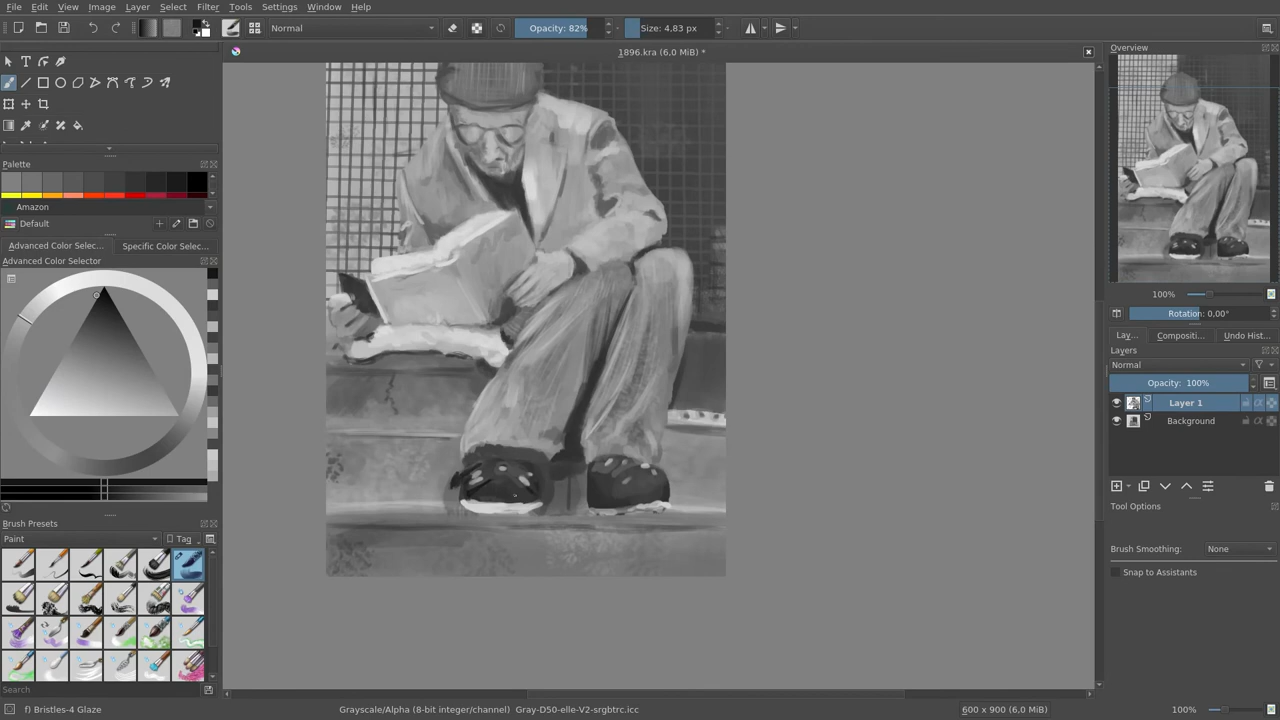 File Edit View Image Layer Select Filter Tools Settings Window Help
Normal Opacity: 82% Size: 4,83 px
1896.kra (6,0 MiB) *
Overview
100%
Rotation: 0,00°
Lay... Compositi... Undo Hist...
Layers
Normal
Opacity: 100%
Layer 1
Background
Tool Options
Brush Smoothing: None
Snap to Assistants
Palette
Amazon
Default
Advanced Color Selec... Specific Color Selec...
Advanced Color Selector
Brush Presets
Paint Tag
Search
f) Bristles-4 Glaze Grayscale/Alpha (8-bit integer/channel) Gray-D50-elle-V2-srgbtrc.icc 600 x 900 (6,0 MiB) 100%